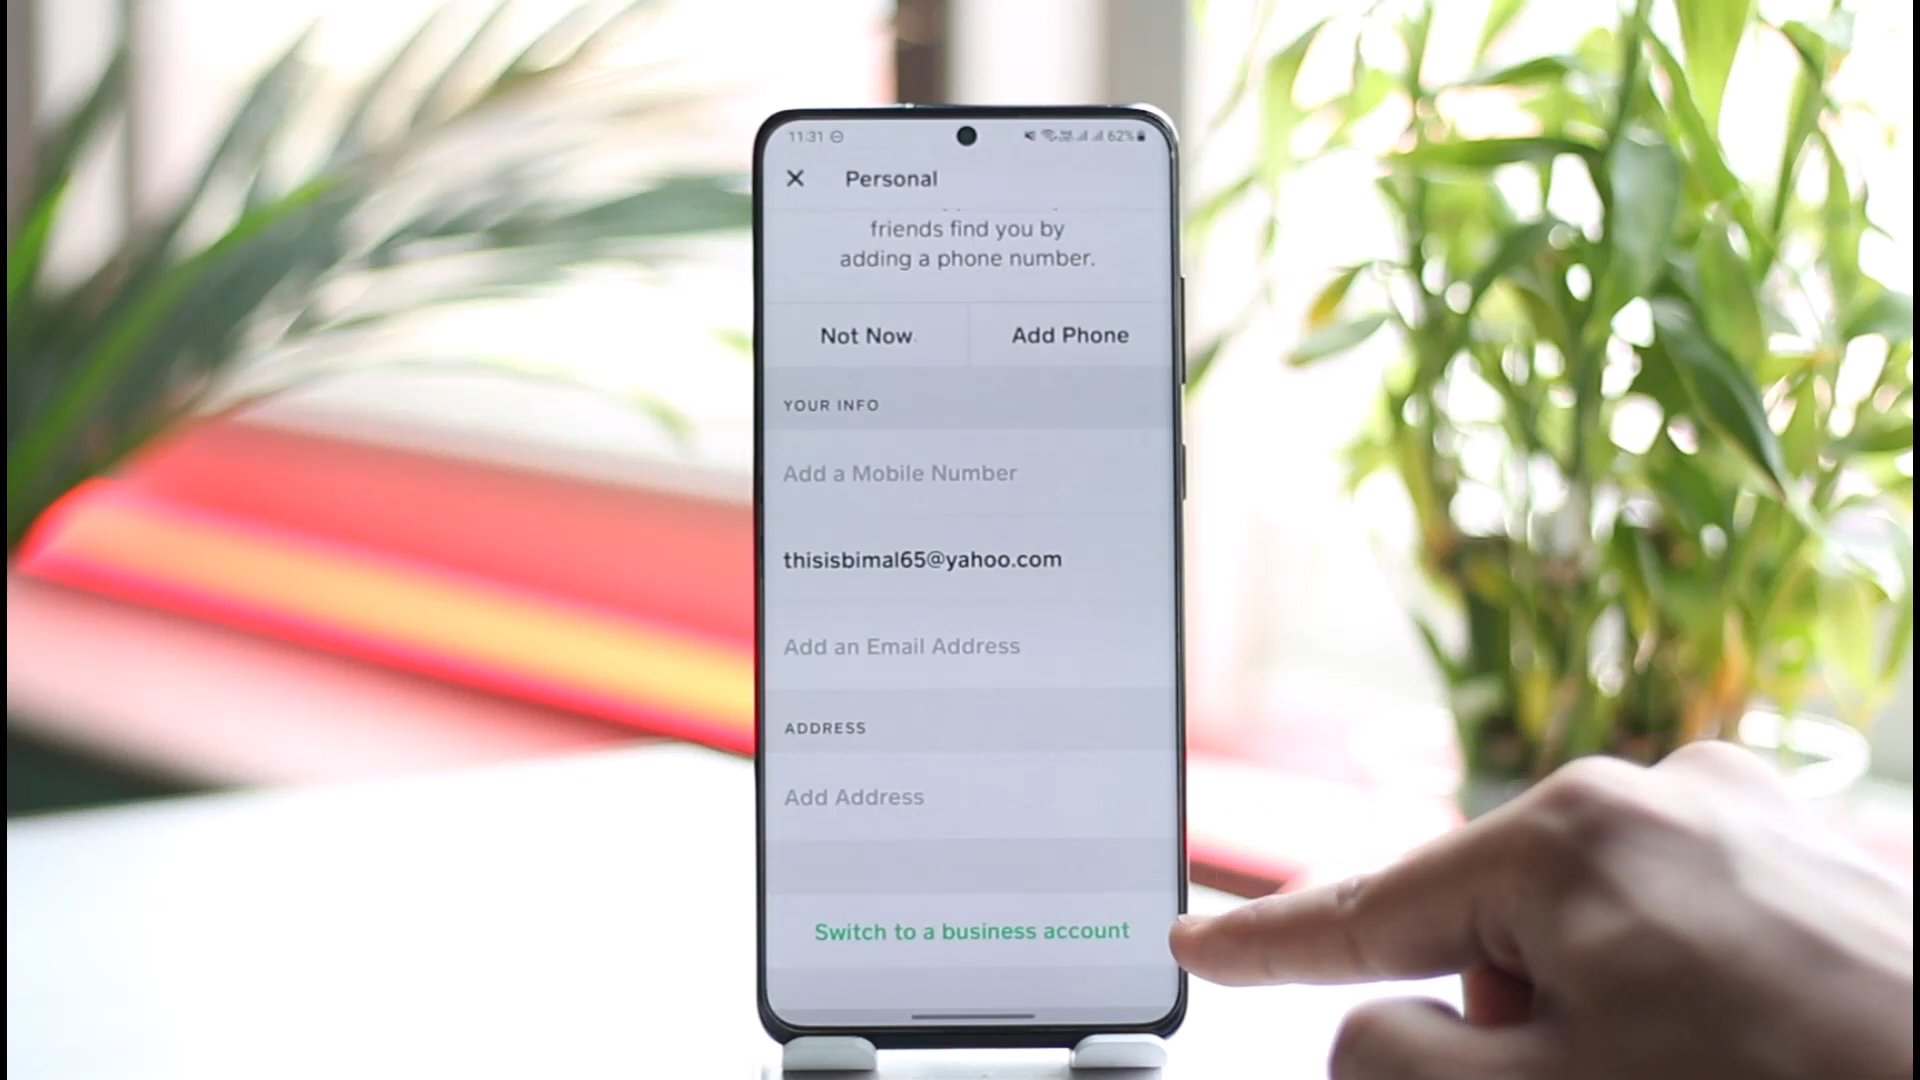 11:31
62%
Personal
friends find you by
adding a phone number.
Not Now
Add Phone
YOUR INFO
Add a Mobile Number
thisisbimal65@yahoo.com
Add an Email Address
ADDRESS
Add Address
Switch to a business account